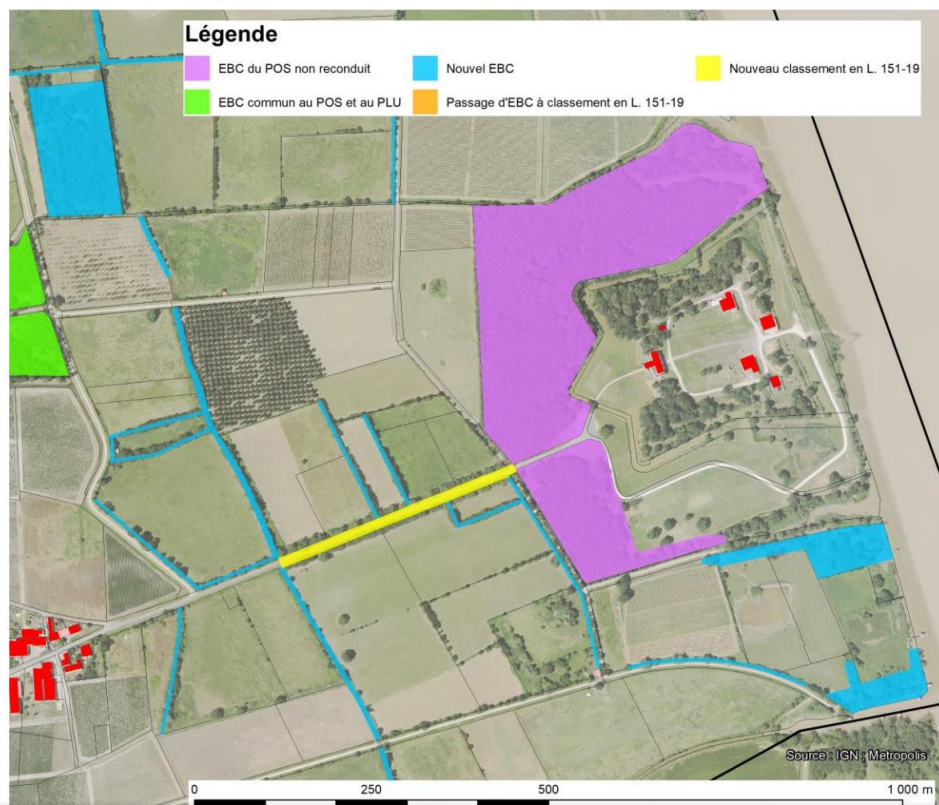 Légende
EBC du POS non reconduit
Nouvel EBC
Nouveau classement en L. 151-19
EBC commun au POS et au PLU
Passage d'EBC à classement en L. 151-19
Source : IGN ; Metropolis
0 250 500 1 000 m